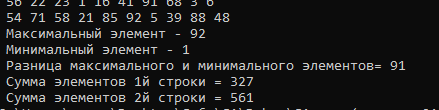 56 22 23 1 16 41 91 68 3 6
54 71 58 21 85 92 5 39 88 48
Максимальный элемент - 92
Минимальный элемент - 1
Разница максимального и минимального элементов= 91
Сумма элементов 1й строки = 327
Сумма элементов 2й строки = 561